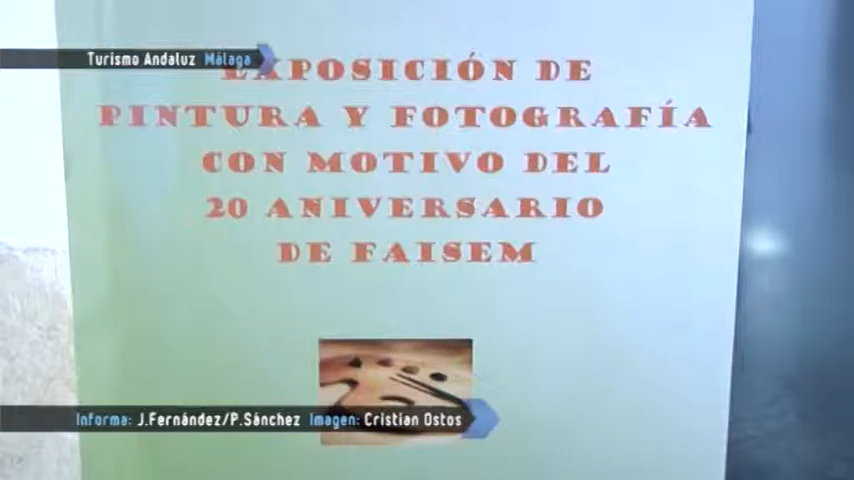 Turismo Andaluz Málaga
EXPOSICIÓN DE
PINTURA Y FOTOGRAFÍA
CON MOTIVO DEL
20 ANIVERSARIO
DE FAISEM
Informa: J.Fernández/P.Sánchez Imagen: Cristian Ostos